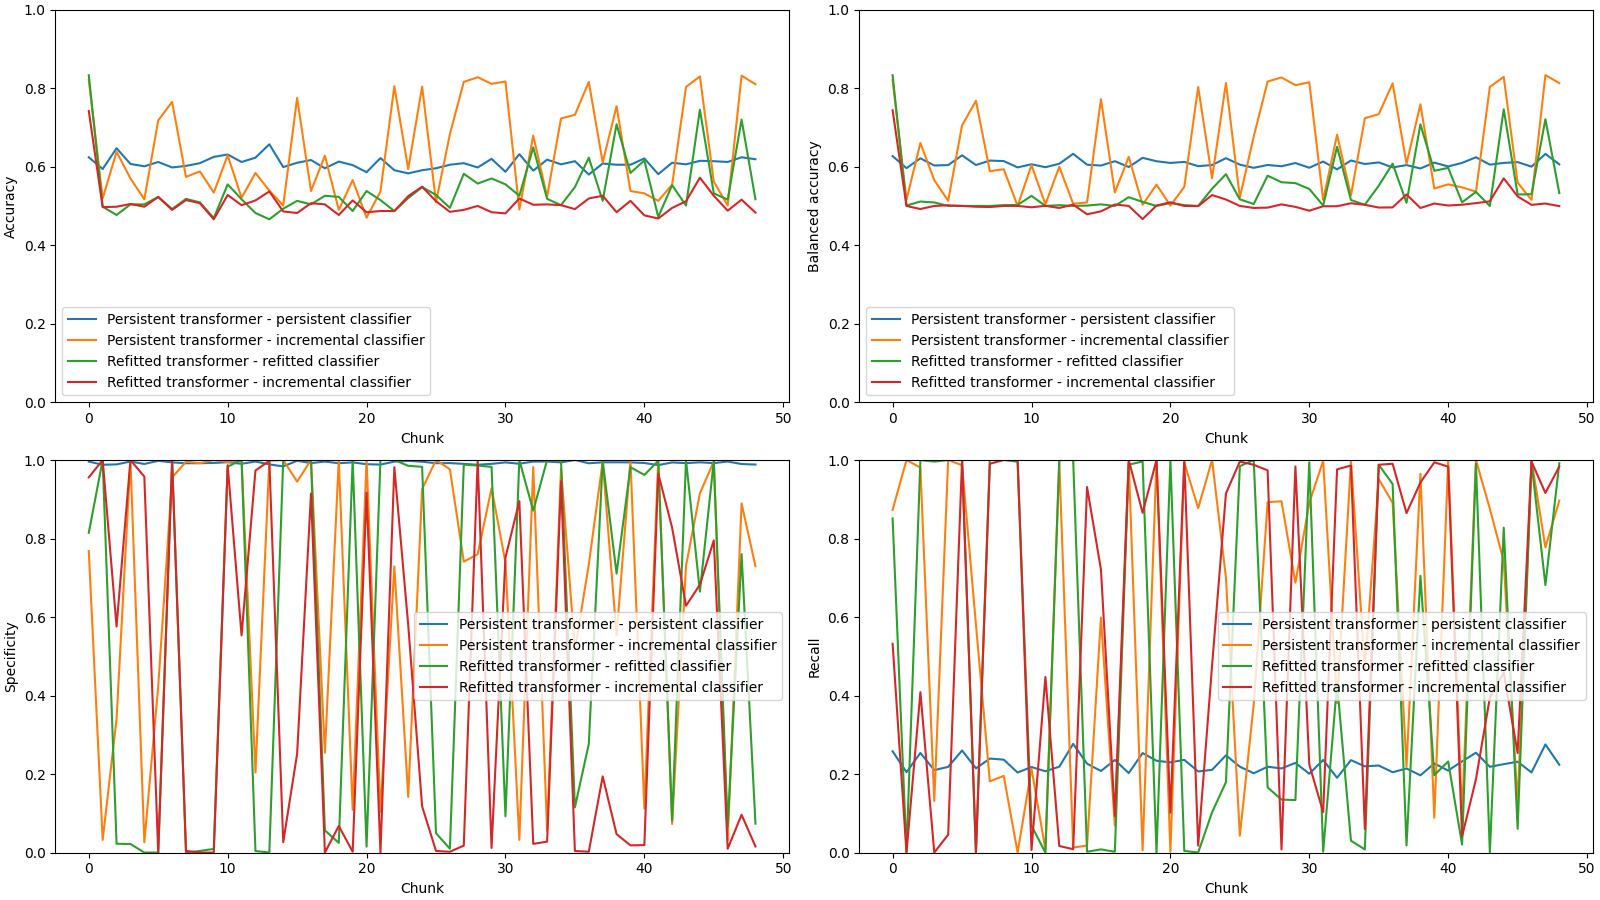 1.0
0.8
0.6
0.4
0.2
0.0
Accuracy
Persistent transformer - persistent classifier
Persistent transformer - incremental classifier
Refitted transformer - refitted classifier
Refitted transformer - incremental classifier
0 10 20 30 40 50
Chunk
1.0
0.8
0.6
0.4
0.2
0.0
Balanced accuracy
Persistent transformer - persistent classifier
Persistent transformer - incremental classifier
Refitted transformer - refitted classifier
Refitted transformer - incremental classifier
0 10 20 30 40 50
Chunk
1.0
0.8
0.6
0.4
0.2
0.0
Specificity
Persistent transformer - persistent classifier
Persistent transformer - incremental classifier
Refitted transformer - refitted classifier
Refitted transformer - incremental classifier
0 10 20 30 40 50
Chunk
1.0
0.8
0.6
0.4
0.2
0.0
Recall
Persistent transformer - persistent classifier
Persistent transformer - incremental classifier
Refitted transformer - refitted classifier
Refitted transformer - incremental classifier
0 10 20 30 40 50
Chunk